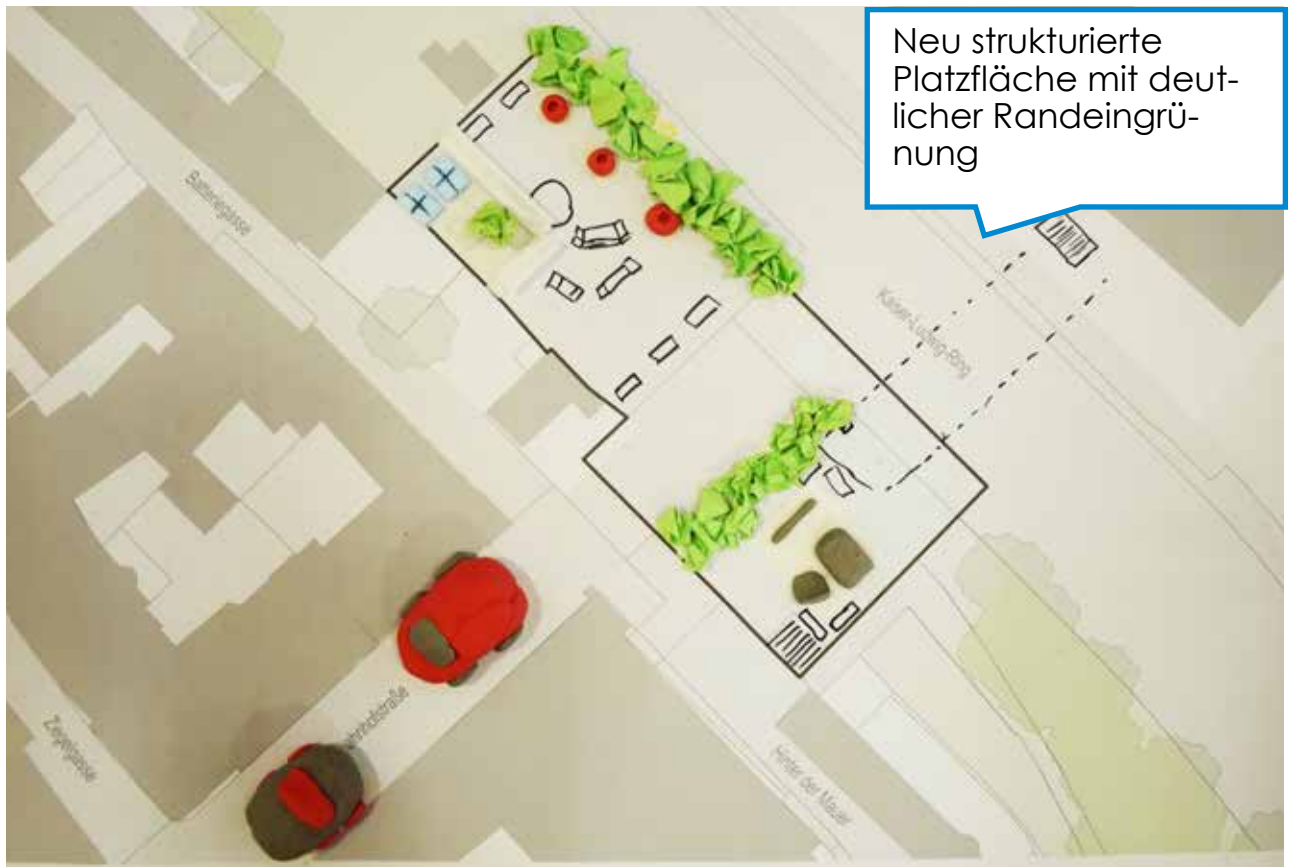 Neu strukturierte
Platzfläche mit deut-
licher Randeingrü-
nung
Batteriegasse
Kaiser-Ludwig-Ring
Ziegelgasse
Hinter der Mauer